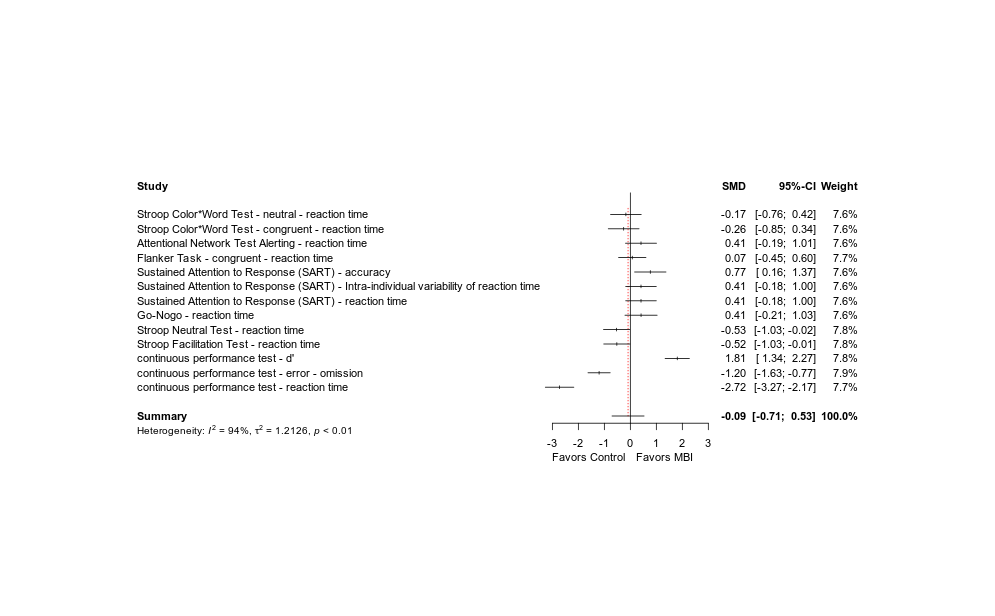 Study SMD 95%-CI Weight
Stroop Color*Word Test - neutral - reaction time -0.17 [-0.76; 0.42] 7.6%
Stroop Color*Word Test - congruent - reaction time -0.26 [-0.85; 0.34] 7.6%
Attentional Network Test Alerting - reaction time 0.41 [-0.19; 1.01] 7.6%
Flanker Task - congruent - reaction time 0.07 [-0.45; 0.60] 7.7%
Sustained Attention to Response (SART) - accuracy 0.77 [ 0.16; 1.37] 7.6%
Sustained Attention to Response (SART) - Intra-individual variability of reaction time 0.41 [-0.18; 1.00] 7.6%
Sustained Attention to Response (SART) - reaction time 0.41 [-0.18; 1.00] 7.6%
Go-Nogo - reaction time 0.41 [-0.21; 1.03] 7.6%
Stroop Neutral Test - reaction time -0.53 [-1.03; -0.02] 7.8%
Stroop Facilitation Test - reaction time -0.52 [-1.03; -0.01] 7.8%
continuous performance test - d' 1.81 [ 1.34; 2.27] 7.8%
continuous performance test - error - omission -1.20 [-1.63; -0.77] 7.9%
continuous performance test - reaction time -2.72 [-3.27; -2.17] 7.7%
Summary -0.09 [-0.71; 0.53] 100.0%
Heterogeneity: I² = 94%, τ² = 1.2126, p < 0.01
-3 -2 -1 0 1 2 3
Favors Control Favors MBI